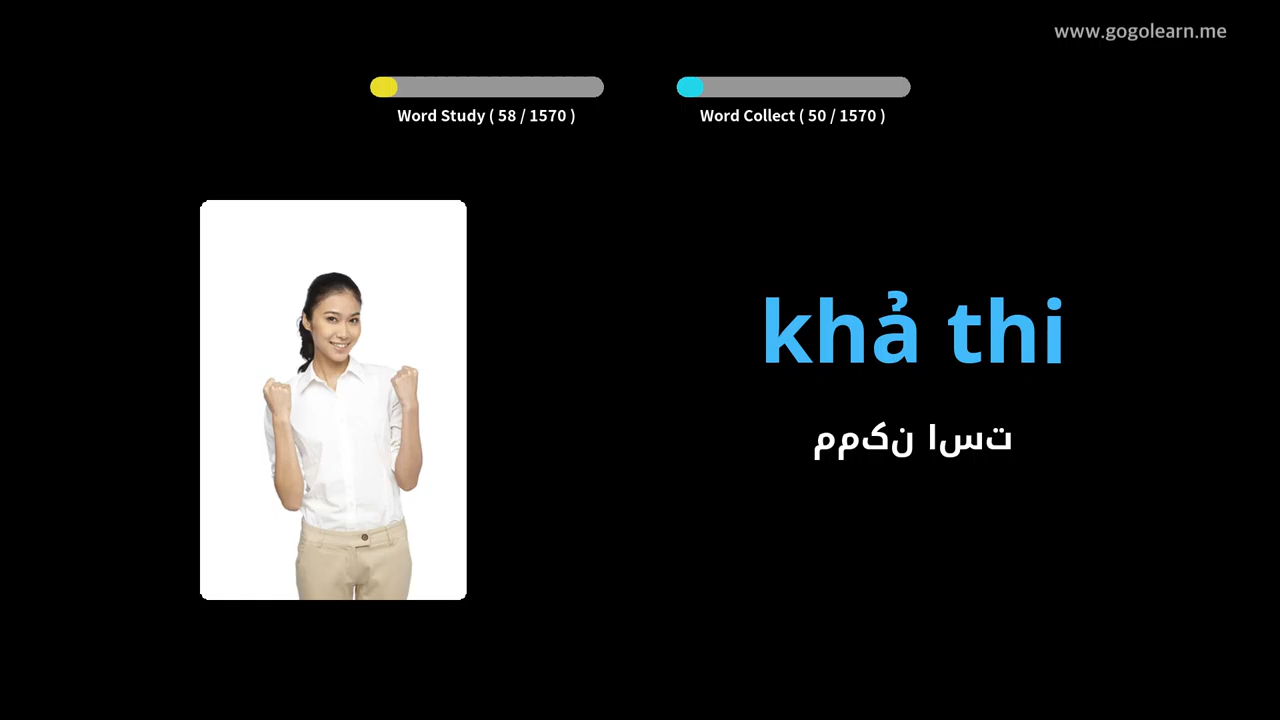 www.gogolearn.me
Word Study ( 58 / 1570 )
Word Collect ( 50 / 1570 )
khả thi
ممکن است